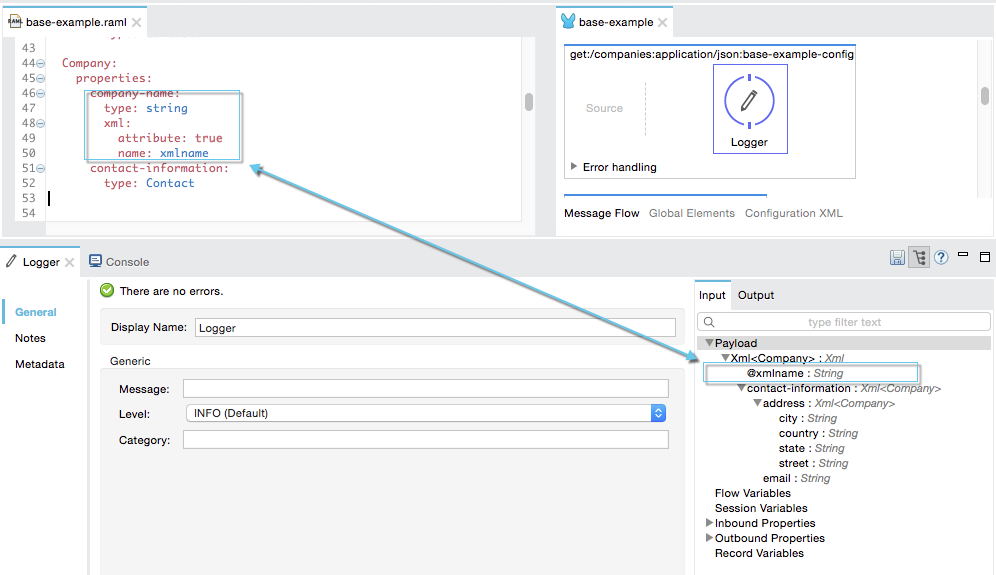 base-example.raml
43
44 Company:
45 properties:
46 company-name:
47 type: string
48 xml:
49 attribute: true
50 name: xmlname
51 contact-information:
52 type: Contact
53
54
base-example
get:/companies:application/json:base-example-config
Source
Logger
Error handling
Message Flow Global Elements Configuration XML
Logger Console
General
Notes
Metadata
There are no errors.
Display Name: Logger
Generic
Message:
Level: INFO (Default)
Category:
Input Output
type filter text
Payload
Xml<Company> : Xml
@xmlname : String
contact-information : Xml<Company>
address : Xml<Company>
city : String
country : String
state : String
street : String
email : String
Flow Variables
Session Variables
Inbound Properties
Outbound Properties
Record Variables